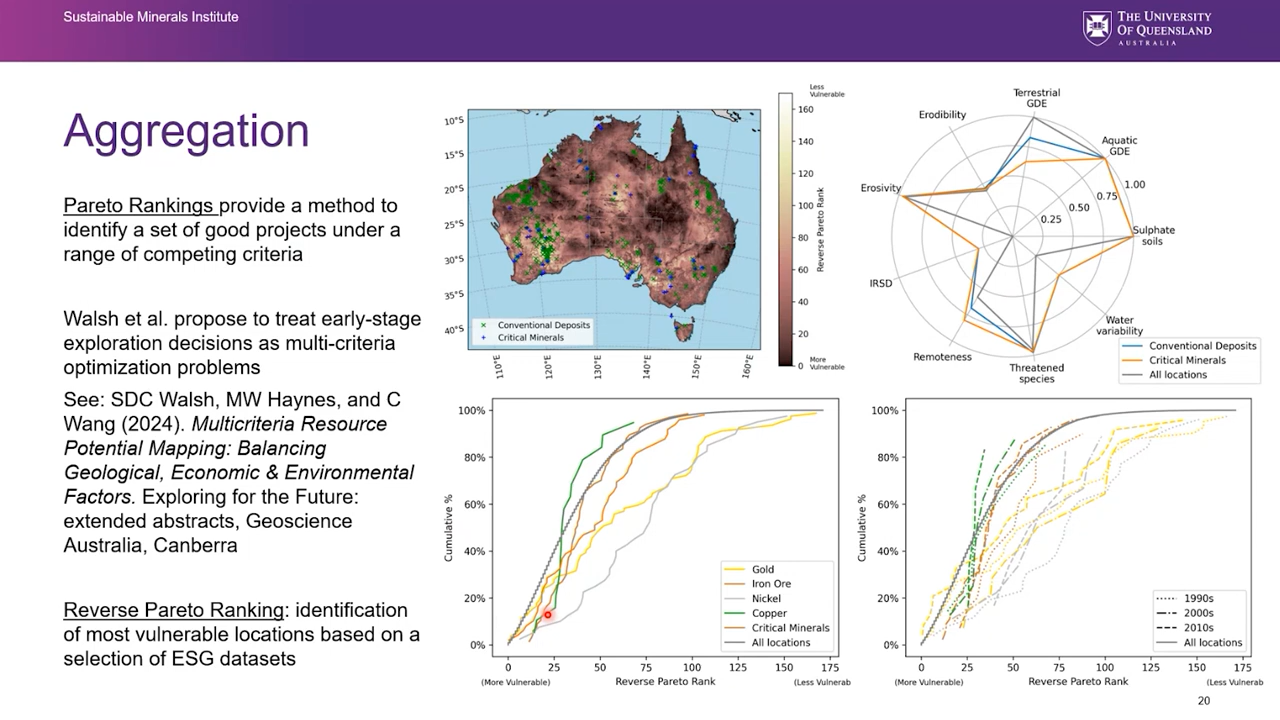 Sustainable Minerals Institute
THE UNIVERSITY
OF QUEENSLAND
AUSTRALIA
Aggregation
Pareto Rankings provide a method to
identify a set of good projects under a
range of competing criteria
Walsh et al. propose to treat early-stage
exploration decisions as multi-criteria
optimization problems
See: SDC Walsh, MW Haynes, and C
Wang (2024). Multicriteria Resource
Potential Mapping: Balancing
Geological, Economic & Environmental
Factors. Exploring for the Future:
extended abstracts, Geoscience
Australia, Canberra
Reverse Pareto Ranking: identification
of most vulnerable locations based on a
selection of ESG datasets
10°S
15°S
20°S
25°S
30°S
35°S
40°S
110°E
120°E
130°E
140°E
150°E
160°E
Conventional Deposits
Critical Minerals
Less
Vulnerable
160
140
120
100
80
60
40
20
0
More
Vulnerable
Reverse Pareto Rank
Terrestrial
GDE
Erodibility
Aquatic
GDE
Erosivity
1.00
0.75
0.50
0.25
Sulphate
soils
IRSD
Water
variability
Remoteness
Threatened
species
Conventional Deposits
Critical Minerals
All locations
100%
80%
60%
40%
20%
0%
Cumulative %
Gold
Iron Ore
Nickel
Copper
Critical Minerals
All locations
0
25
50
75
100
125
150
175
(More Vulnerable)
Reverse Pareto Rank
(Less Vulnerab
100%
80%
60%
40%
20%
0%
Cumulative %
1990s
2000s
2010s
All locations
0
25
50
75
100
125
150
175
(More Vulnerable)
Reverse Pareto Rank
(Less Vulnerab
20